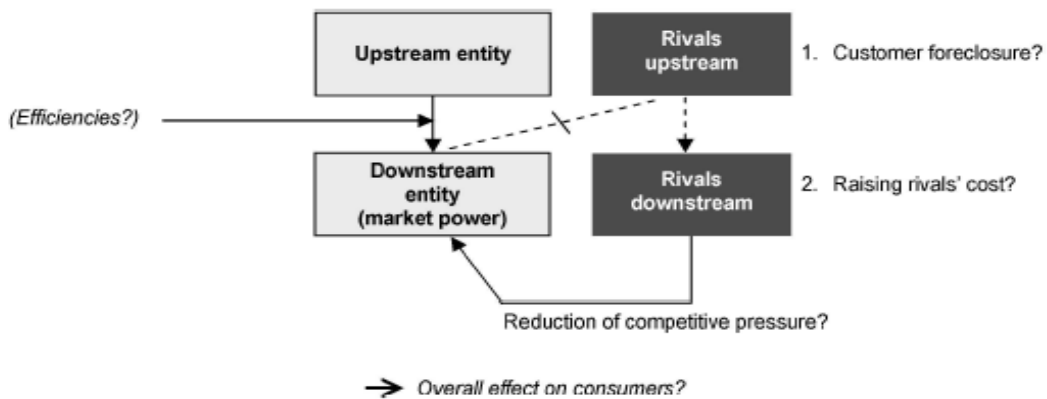 Upstream entity
Rivals
upstream
1. Customer foreclosure?
(Efficiencies?)
Downstream
entity
(market power)
Rivals
downstream
2. Raising rivals' cost?
Reduction of competitive pressure?
Overall effect on consumers?